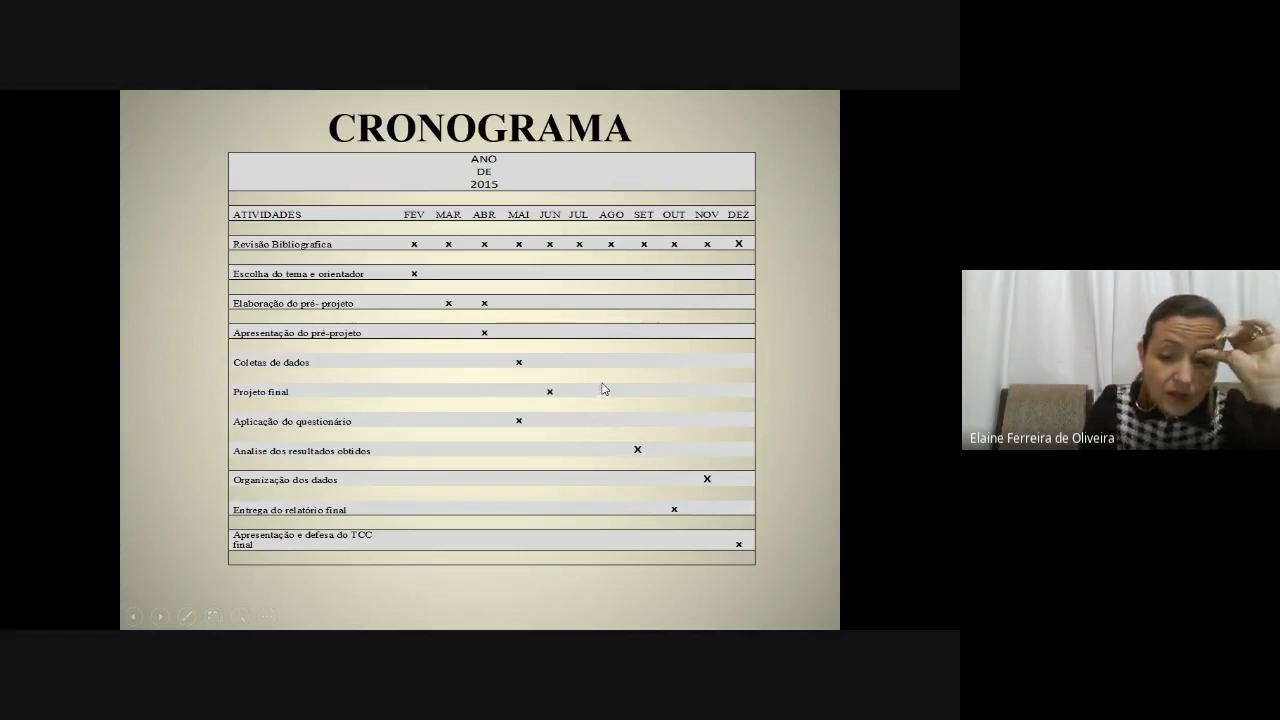 CRONOGRAMA
ANO
DE
2015
ATIVIDADES FEV MAR ABR MAI JUN JUL AGO SET OUT NOV DEZ
Revisão Bibliografica x x x x x x x x x x X
Escolha do tema e orientador x
Elaboração do pré- projeto x x
Apresentação do pré-projeto x
Coletas de dados x
Projeto final x
Aplicação do questionário x
Analise dos resultados obtidos X
Organização dos dados X
Entrega do relatório final x
Apresentação e defesa do TCC
final x
Elaine Ferreira de Oliveira